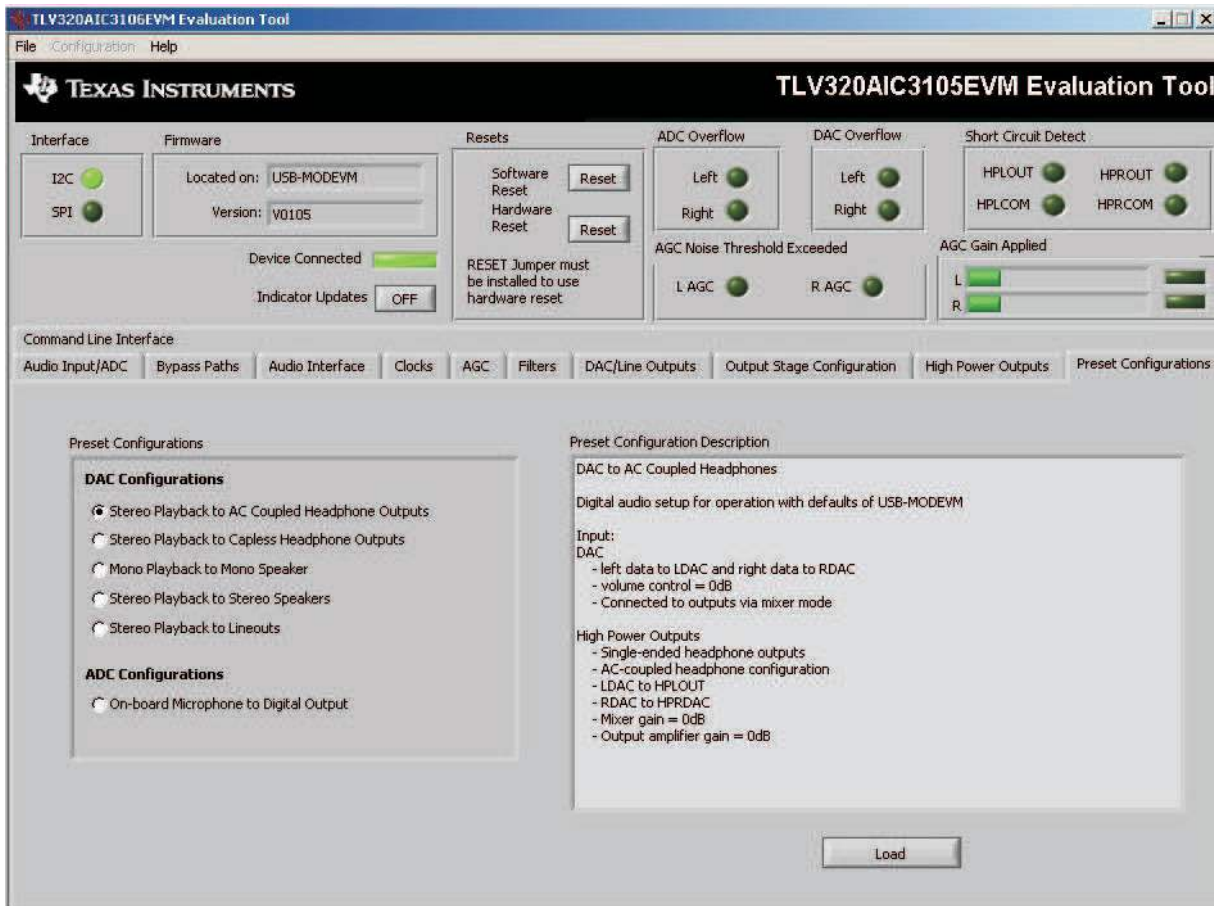 TLV320AIC3106EVM Evaluation Tool
File Configuration Help
TEXAS INSTRUMENTS
TLV320AIC3105EVM Evaluation Tool
Interface
I2C
SPI
Firmware
Located on: USB-MODEVM
Version: V0105
Device Connected
Indicator Updates OFF
Resets
Software Reset Reset
Hardware Reset Reset
RESET Jumper must
be installed to use
hardware reset
ADC Overflow
Left
Right
DAC Overflow
Left
Right
Short Circuit Detect
HPLOUT HPROUT
HPLCOM HPRCOM
AGC Noise Threshold Exceeded
L AGC R AGC
AGC Gain Applied
L
R
Command Line Interface
Audio Input/ADC Bypass Paths Audio Interface Clocks AGC Filters DAC/Line Outputs Output Stage Configuration High Power Outputs Preset Configurations
Preset Configurations
DAC Configurations
Stereo Playback to AC Coupled Headphone Outputs
Stereo Playback to Capless Headphone Outputs
Mono Playback to Mono Speaker
Stereo Playback to Stereo Speakers
Stereo Playback to Lineouts
ADC Configurations
On-board Microphone to Digital Output
Preset Configuration Description
DAC to AC Coupled Headphones
Digital audio setup for operation with defaults of USB-MODEVM
Input:
DAC
- left data to LDAC and right data to RDAC
- volume control = 0dB
- Connected to outputs via mixer mode
High Power Outputs
- Single-ended headphone outputs
- AC-coupled headphone configuration
- LDAC to HPLOUT
- RDAC to HPRDAC
- Mixer gain = 0dB
- Output amplifier gain = 0dB
Load